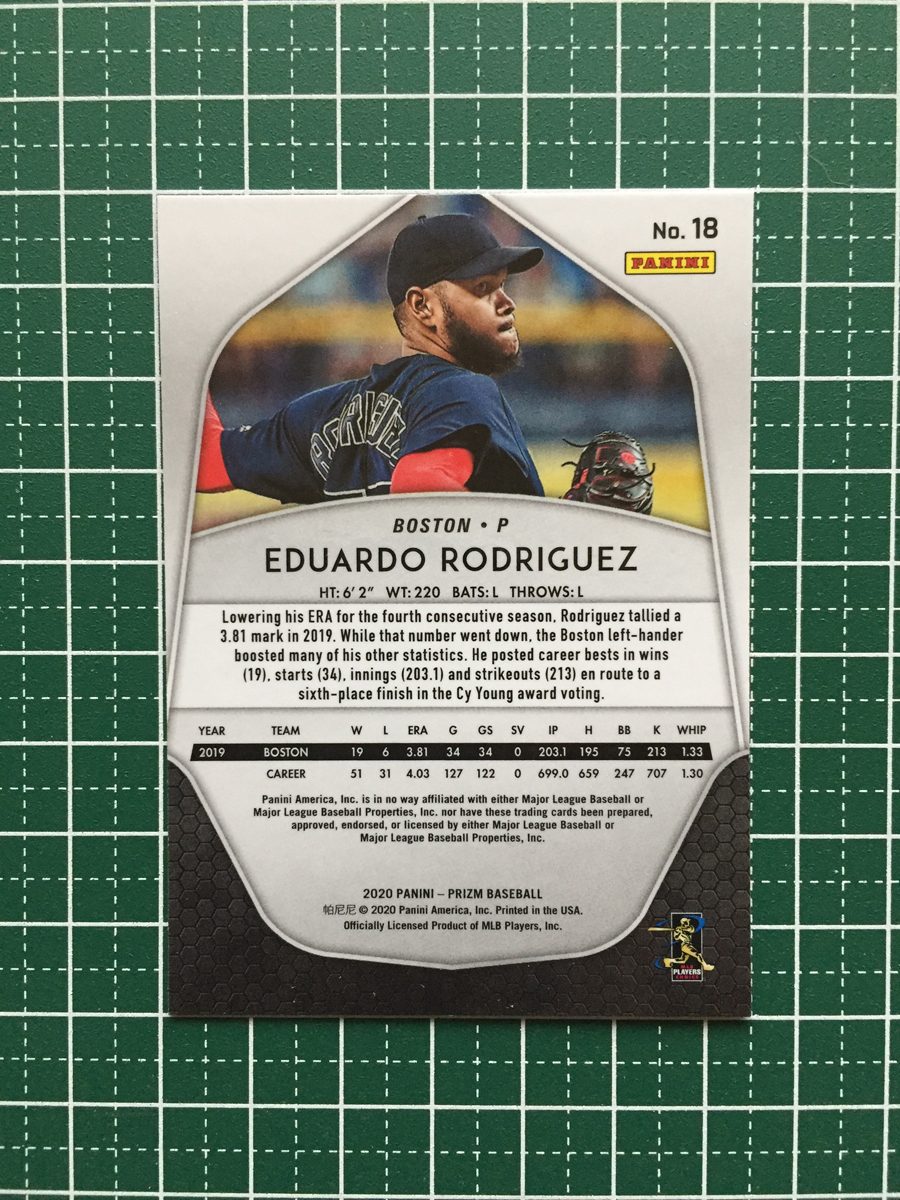 No. 18
PANINI
RODRIGUEZ
BOSTON • P
EDUARDO RODRIGUEZ
HT: 6' 2" WT: 220 BATS: L THROWS: L
Lowering his ERA for the fourth consecutive season, Rodriguez tallied a
3.81 mark in 2019. While that number went down, the Boston left-hander
boosted many of his other statistics. He posted career bests in wins
(19), starts (34), innings (203.1) and strikeouts (213) en route to a
sixth-place finish in the Cy Young award voting.
YEAR TEAM W L ERA G GS SV IP H BB K WHIP
2019 BOSTON 19 6 3.81 34 34 0 203.1 195 75 213 1.33
CAREER 51 31 4.03 127 122 0 699.0 659 247 707 1.30
Panini America, Inc. is in no way affiliated with either Major League Baseball or
Major League Baseball Properties, Inc. nor have these trading cards been prepared,
approved, endorsed, or licensed by either Major League Baseball or
Major League Baseball Properties, Inc.
2020 PANINI – PRIZM BASEBALL
帕尼尼 © 2020 Panini America, Inc. Printed in the USA.
Officially Licensed Product of MLB Players, Inc.
MLB
PLAYERS
CHOICE